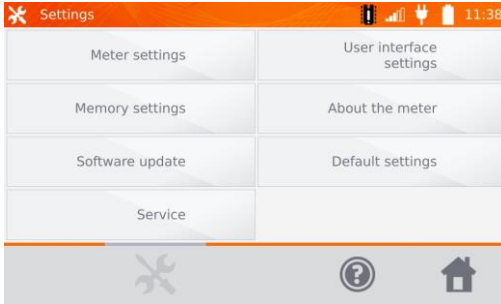 Settings
11:38
Meter settings
User interface
settings
Memory settings
About the meter
Software update
Default settings
Service
?